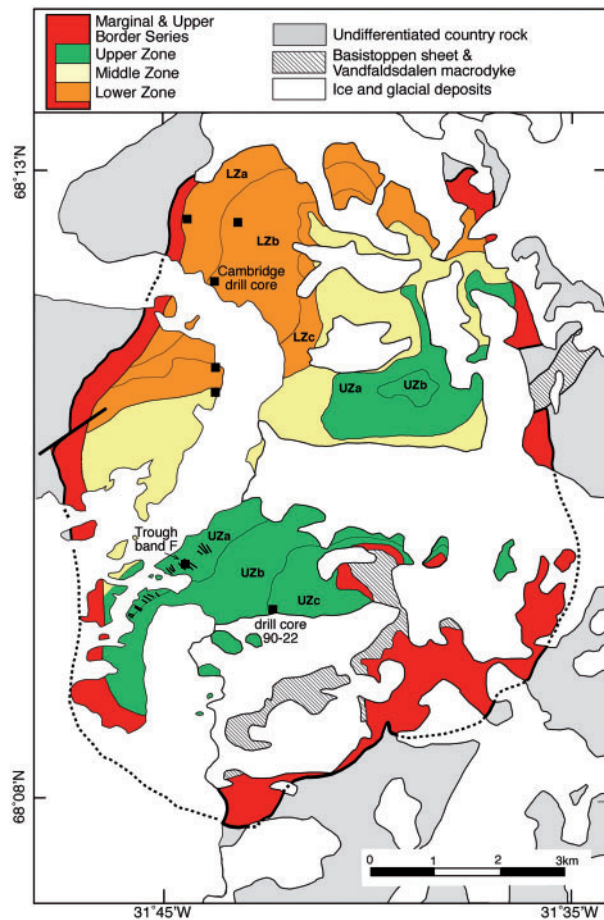 Marginal & Upper
Border Series
Upper Zone
Middle Zone
Lower Zone
Undifferentiated country rock
Basistoppen sheet &
Vandfaldsdalen macrodyke
Ice and glacial deposits
68°13'N
LZa
LZb
Cambridge
drill core
LZc
UZa
UZb
Trough
band F
UZa
UZb
UZc
drill core
90-22
68°08'N
0 1 2 3km
31°45'W
31°35'W